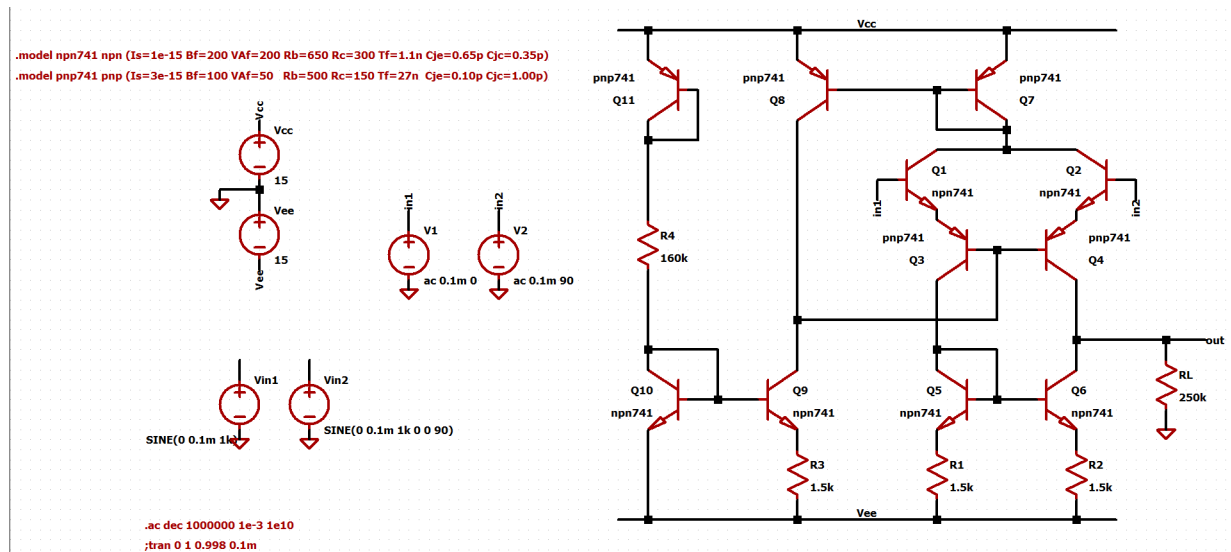 .model npn741 npn (Is=1e-15 Bf=200 VAf=200 Rb=650 Rc=300 Tf=1.1n Cje=0.65p Cjc=0.35p)
.model pnp741 pnp (Is=3e-15 Bf=100 VAf=50 Rb=500 Rc=150 Tf=27n Cje=0.10p Cjc=1.00p)
Vcc
Vcc
15
Vee
15
Vee
in1
V1
ac 0.1m 0
in2
V2
ac 0.1m 90
Vin1
SINE(0 0.1m 1k)
Vin2
SINE(0 0.1m 1k 0 0 90)
.ac dec 1000000 1e-3 1e10
;tran 0 1 0.998 0.1m
Vcc
pnp741
Q11
pnp741
Q8
pnp741
Q7
Q1
npn741
in1
Q2
npn741
in2
R4
160k
pnp741
Q3
pnp741
Q4
out
RL
250k
Q10
npn741
Q9
npn741
Q5
npn741
Q6
npn741
R3
1.5k
R1
1.5k
R2
1.5k
Vee